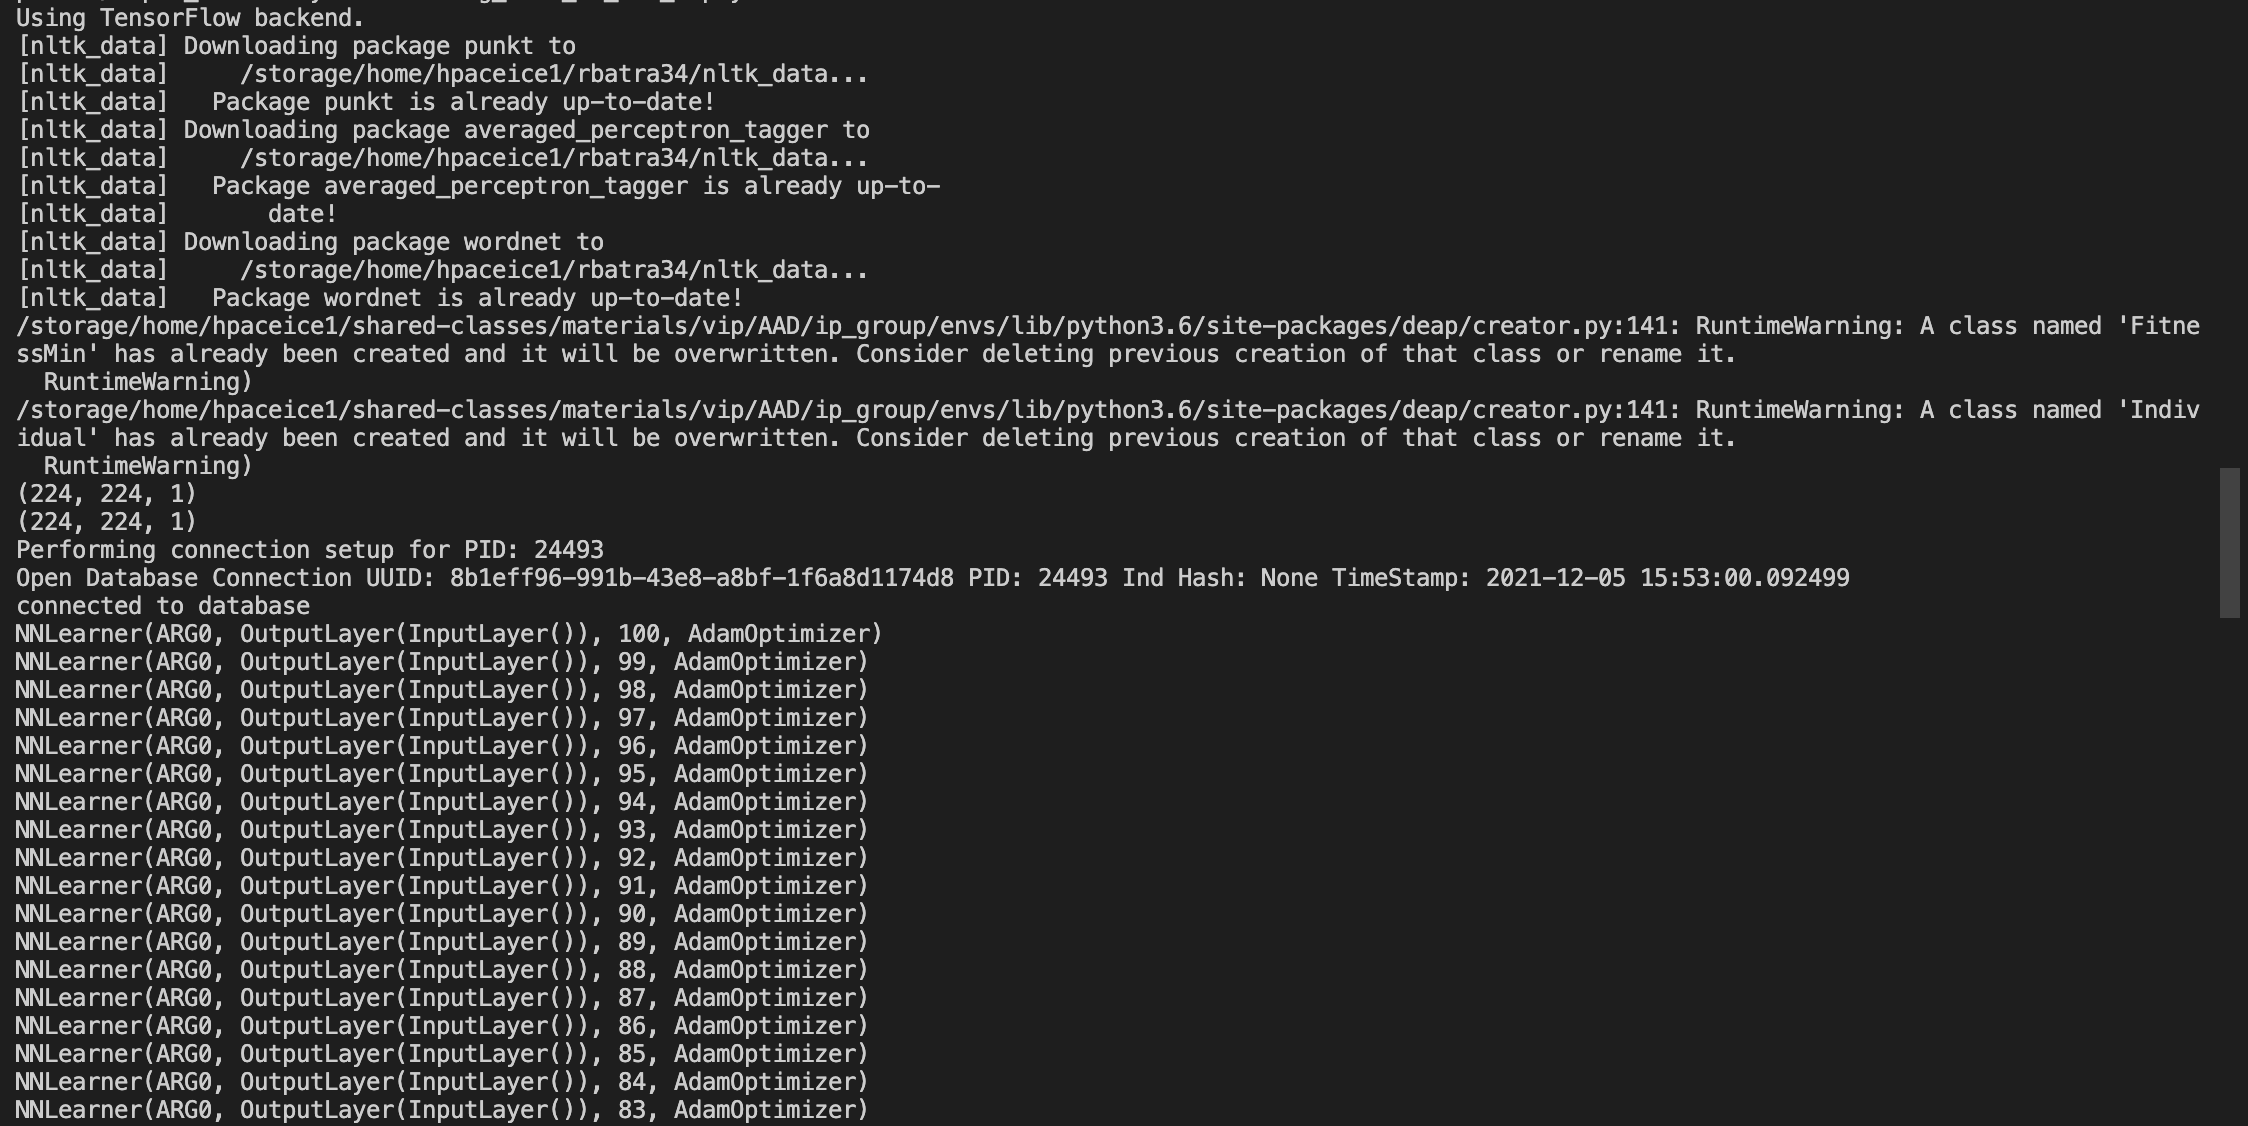 Using TensorFlow backend.
[nltk_data] Downloading package punkt to
[nltk_data]     /storage/home/hpaceice1/rbatra34/nltk_data...
[nltk_data]   Package punkt is already up-to-date!
[nltk_data] Downloading package averaged_perceptron_tagger to
[nltk_data]     /storage/home/hpaceice1/rbatra34/nltk_data...
[nltk_data]   Package averaged_perceptron_tagger is already up-to-
[nltk_data]       date!
[nltk_data] Downloading package wordnet to
[nltk_data]     /storage/home/hpaceice1/rbatra34/nltk_data...
[nltk_data]   Package wordnet is already up-to-date!
/storage/home/hpaceice1/shared-classes/materials/vip/AAD/ip_group/envs/lib/python3.6/site-packages/deap/creator.py:141: RuntimeWarning: A class named 'Fitne
ssMin' has already been created and it will be overwritten. Consider deleting previous creation of that class or rename it.
  RuntimeWarning)
/storage/home/hpaceice1/shared-classes/materials/vip/AAD/ip_group/envs/lib/python3.6/site-packages/deap/creator.py:141: RuntimeWarning: A class named 'Indiv
idual' has already been created and it will be overwritten. Consider deleting previous creation of that class or rename it.
  RuntimeWarning)
(224, 224, 1)
(224, 224, 1)
Performing connection setup for PID: 24493
Open Database Connection UUID: 8b1eff96-991b-43e8-a8bf-1f6a8d1174d8 PID: 24493 Ind Hash: None TimeStamp: 2021-12-05 15:53:00.092499
connected to database
NNLearner(ARG0, OutputLayer(InputLayer()), 100, AdamOptimizer)
NNLearner(ARG0, OutputLayer(InputLayer()), 99, AdamOptimizer)
NNLearner(ARG0, OutputLayer(InputLayer()), 98, AdamOptimizer)
NNLearner(ARG0, OutputLayer(InputLayer()), 97, AdamOptimizer)
NNLearner(ARG0, OutputLayer(InputLayer()), 96, AdamOptimizer)
NNLearner(ARG0, OutputLayer(InputLayer()), 95, AdamOptimizer)
NNLearner(ARG0, OutputLayer(InputLayer()), 94, AdamOptimizer)
NNLearner(ARG0, OutputLayer(InputLayer()), 93, AdamOptimizer)
NNLearner(ARG0, OutputLayer(InputLayer()), 92, AdamOptimizer)
NNLearner(ARG0, OutputLayer(InputLayer()), 91, AdamOptimizer)
NNLearner(ARG0, OutputLayer(InputLayer()), 90, AdamOptimizer)
NNLearner(ARG0, OutputLayer(InputLayer()), 89, AdamOptimizer)
NNLearner(ARG0, OutputLayer(InputLayer()), 88, AdamOptimizer)
NNLearner(ARG0, OutputLayer(InputLayer()), 87, AdamOptimizer)
NNLearner(ARG0, OutputLayer(InputLayer()), 86, AdamOptimizer)
NNLearner(ARG0, OutputLayer(InputLayer()), 85, AdamOptimizer)
NNLearner(ARG0, OutputLayer(InputLayer()), 84, AdamOptimizer)
NNLearner(ARG0, OutputLayer(InputLayer()), 83, AdamOptimizer)